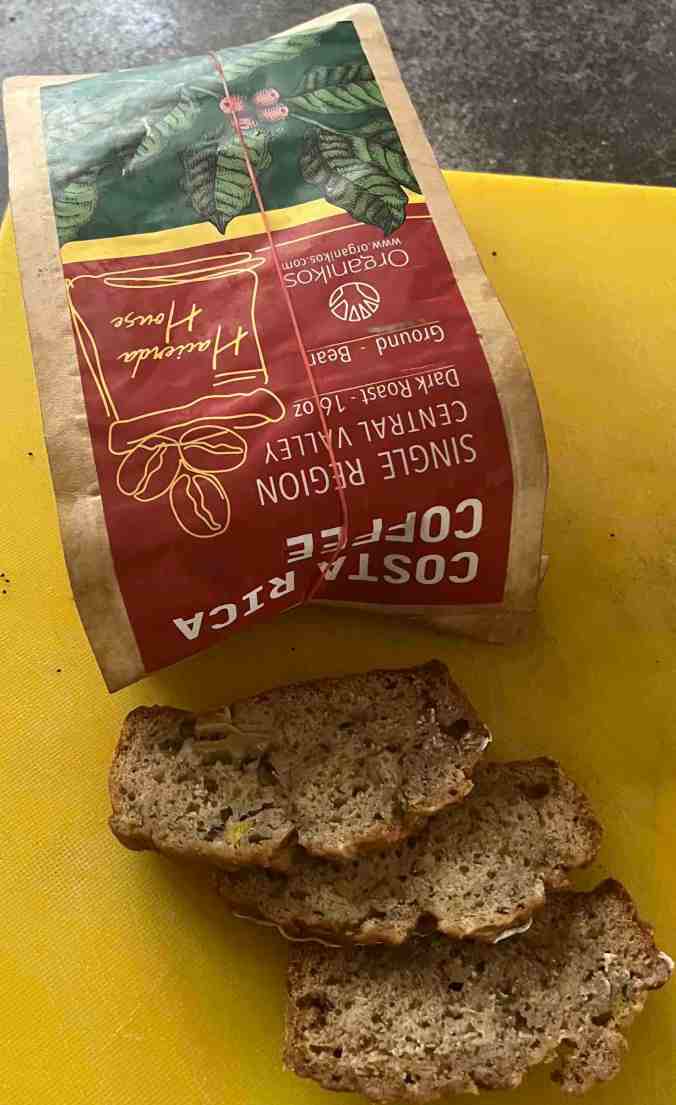 COSTA RICA
COFFEE
SINGLE REGION
CENTRAL VALLEY
Dark Roast - 16 oz
Ground - Bean
Organikos
www.organikos.com
Hacienda
House